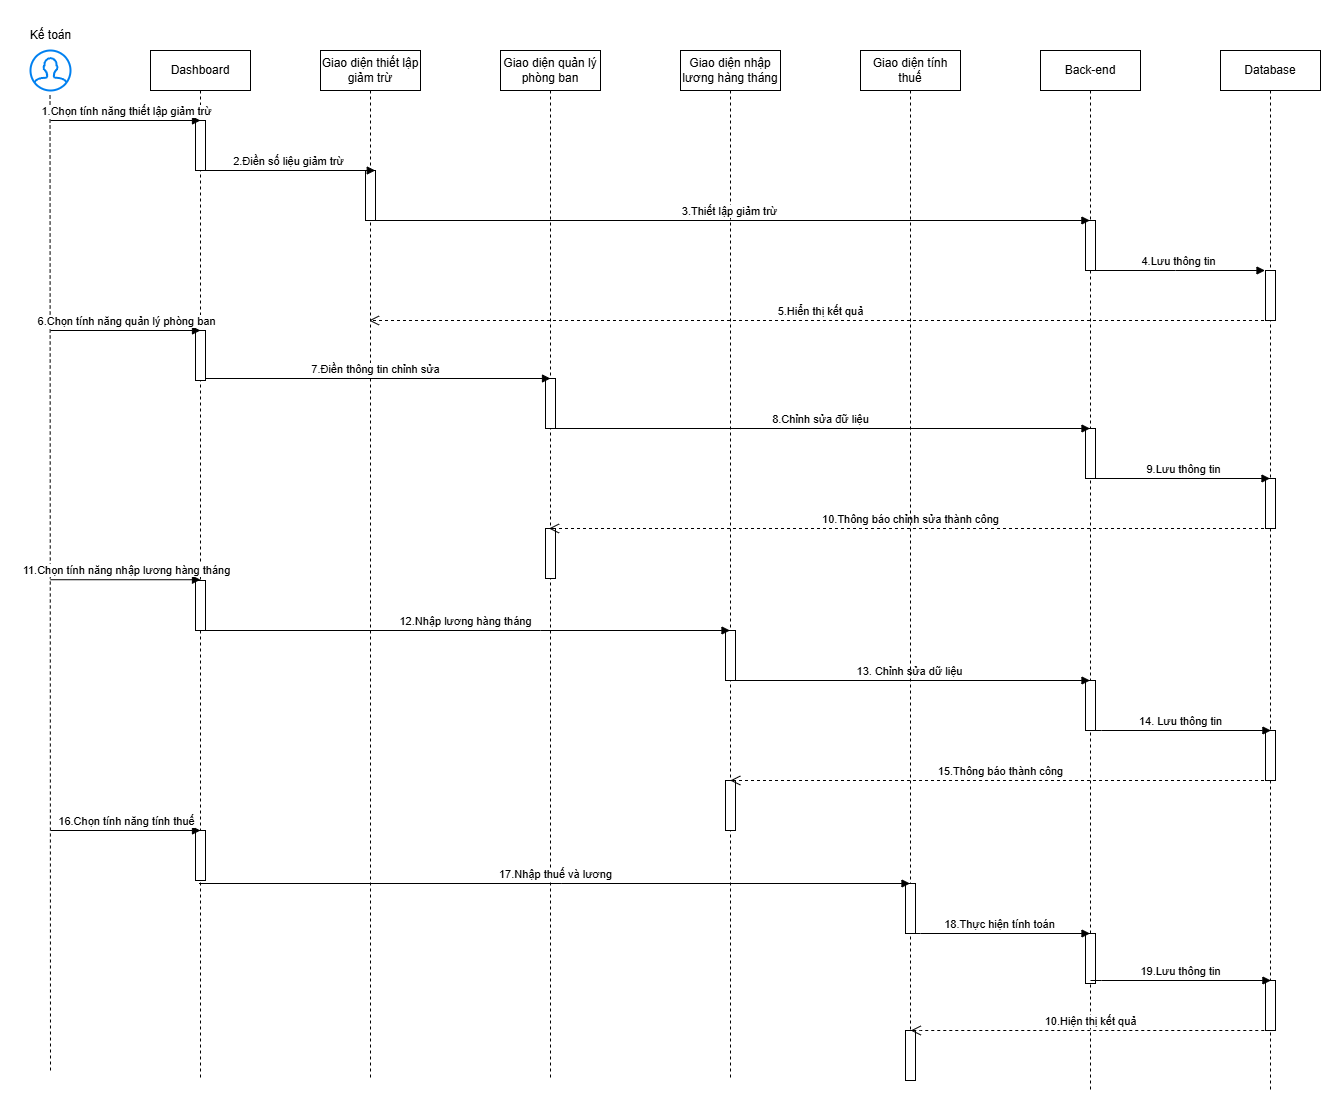 Kế toán
Dashboard
Giao diện thiết lập
giảm trừ
Giao diện quản lý
phòng ban
Giao diện nhập
lương hàng tháng
Giao diện tính
thuế
Back-end
Database
1.Chọn tính năng thiết lập giảm trừ
2.Điền số liệu giảm trừ
3.Thiết lập giảm trừ
4.Lưu thông tin
5.Hiển thị kết quả
6.Chọn tính năng quản lý phòng ban
7.Điền thông tin chỉnh sửa
8.Chỉnh sửa đữ liệu
9.Lưu thông tin
10.Thông báo chỉnh sửa thành công
11.Chọn tính năng nhập lương hàng tháng
12.Nhập lương hàng tháng
13. Chỉnh sửa dữ liệu
14. Lưu thông tin
15.Thông báo thành công
16.Chọn tính năng tính thuế
17.Nhập thuế và lương
18.Thực hiện tính toán
19.Lưu thông tin
10.Hiện thị kết quả